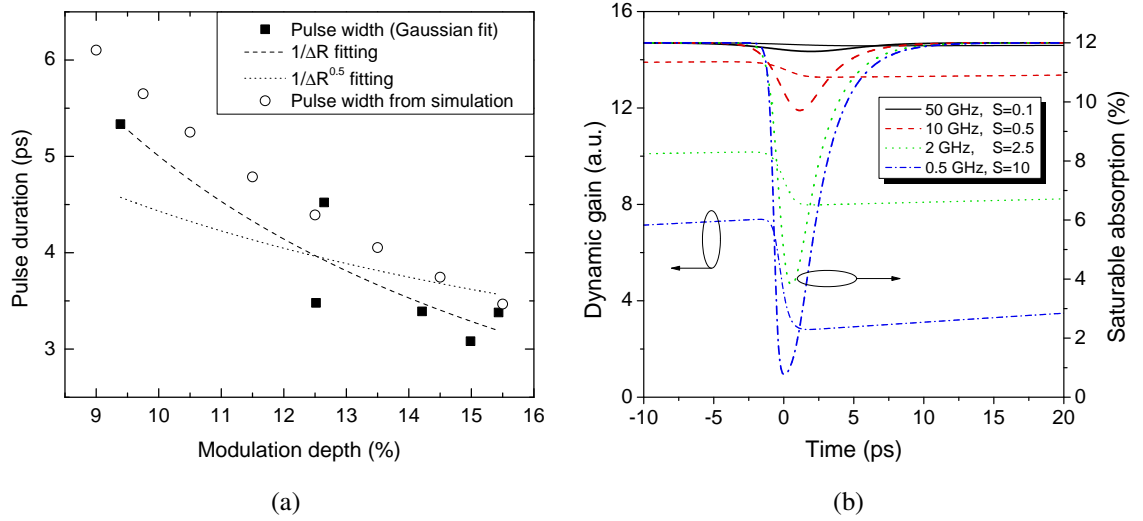 Pulse width (Gaussian fit)
1/ΔR fitting
1/ΔR^0.5 fitting
Pulse width from simulation
6
5
4
3
Pulse duration (ps)
9 10 11 12 13 14 15 16
Modulation depth (%)
(a)
16
12
8
4
0
Dynamic gain (a.u.)
50 GHz, S=0.1
10 GHz, S=0.5
2 GHz, S=2.5
0.5 GHz, S=10
12
10
8
6
4
2
0
Saturable absorption (%)
-10 -5 0 5 10 15 20
Time (ps)
(b)